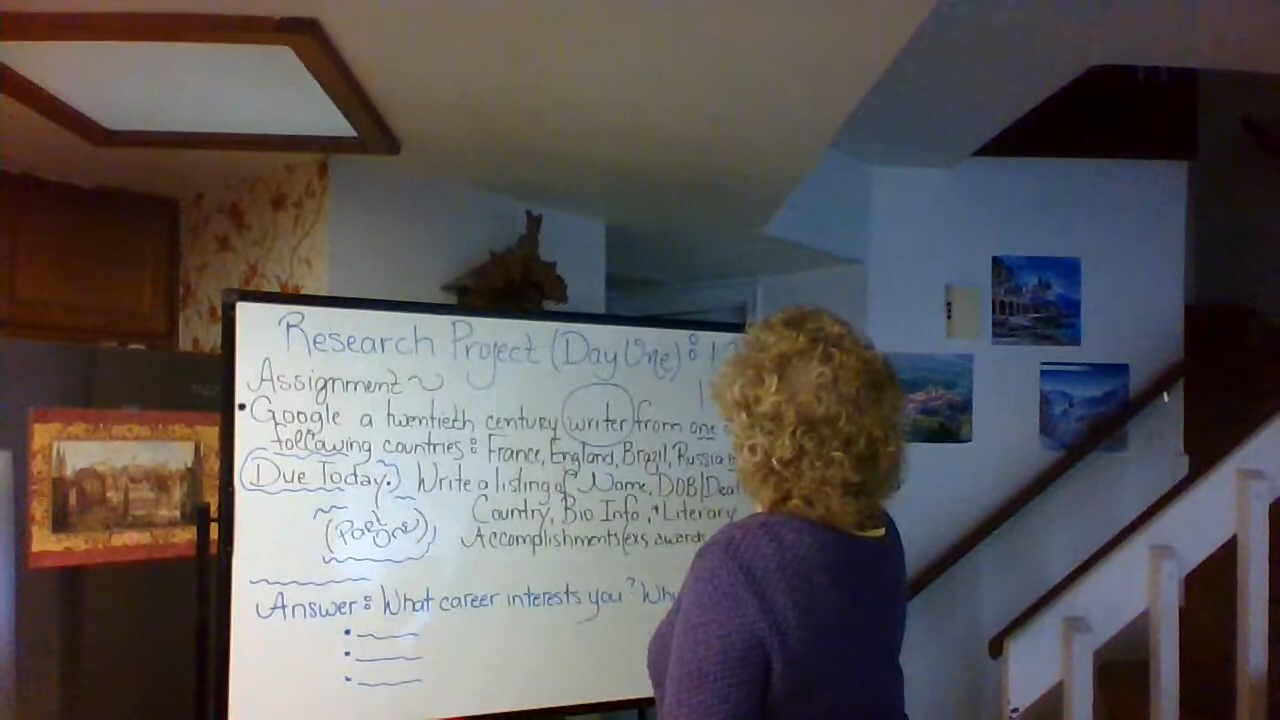 Research Project (Day One):
Assignment ~
• Google a twentieth century writer from one
following countries: France, England, Brazil, Russia
Due Today: Write a listing of Name, DOB/Deat
(Part One) Country, Bio Info, *Literary
Accomplishments (exs awards
Answer: What career interests you? Why
•
•
•